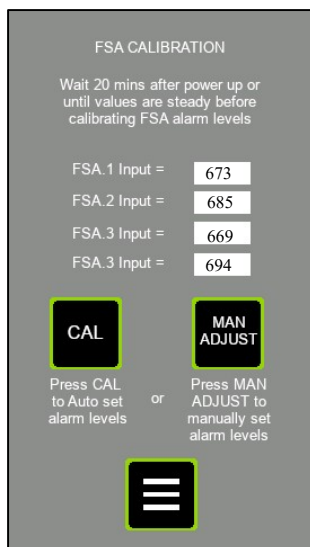 FSA CALIBRATION
Wait 20 mins after power up or
until values are steady before
calibrating FSA alarm levels
FSA.1 Input = 673
FSA.2 Input = 685
FSA.3 Input = 669
FSA.3 Input = 694
CAL
MAN
ADJUST
Press CAL
to Auto set
alarm levels
or
Press MAN
ADJUST to
manually set
alarm levels